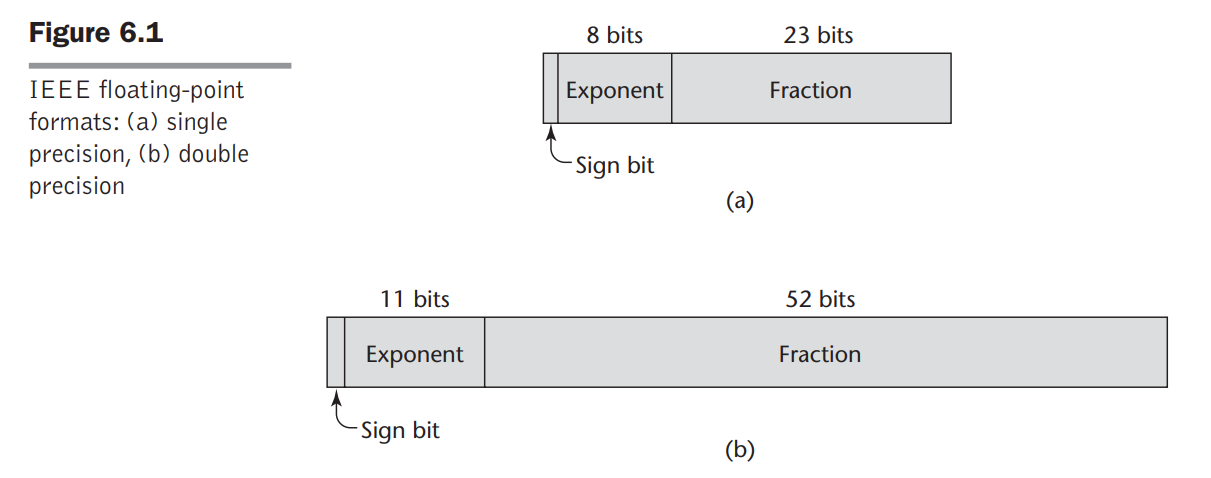 Figure 6.1
IEEE floating-point
formats: (a) single
precision, (b) double
precision
8 bits 23 bits
Exponent Fraction
Sign bit
(a)
11 bits 52 bits
Exponent Fraction
Sign bit
(b)